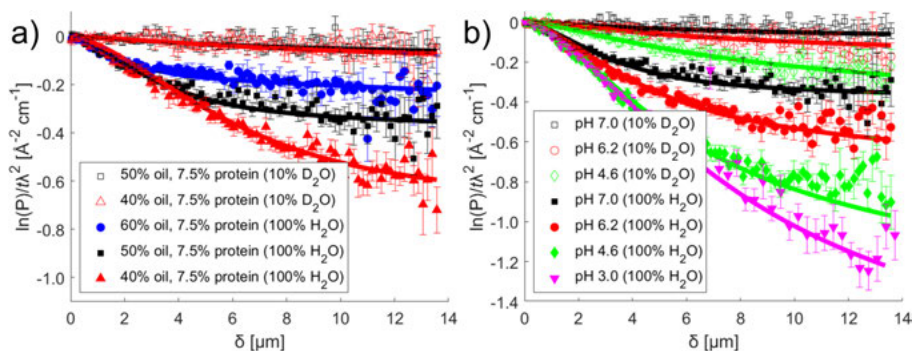 a)
ln(P)/tλ² [Å⁻² cm⁻¹]
0
-0.2
-0.4
-0.6
-0.8
-1.0
50% oil, 7.5% protein (10% D₂O)
40% oil, 7.5% protein (10% D₂O)
60% oil, 7.5% protein (100% H₂O)
50% oil, 7.5% protein (100% H₂O)
40% oil, 7.5% protein (100% H₂O)
0 2 4 6 8 10 12 14
δ [µm]
b)
ln(P)/tλ² [Å⁻² cm⁻¹]
0
-0.2
-0.4
-0.6
-0.8
-1.0
-1.2
-1.4
pH 7.0 (10% D₂O)
pH 6.2 (10% D₂O)
pH 4.6 (10% D₂O)
pH 7.0 (100% H₂O)
pH 6.2 (100% H₂O)
pH 4.6 (100% H₂O)
pH 3.0 (100% H₂O)
0 2 4 6 8 10 12 14
δ [µm]